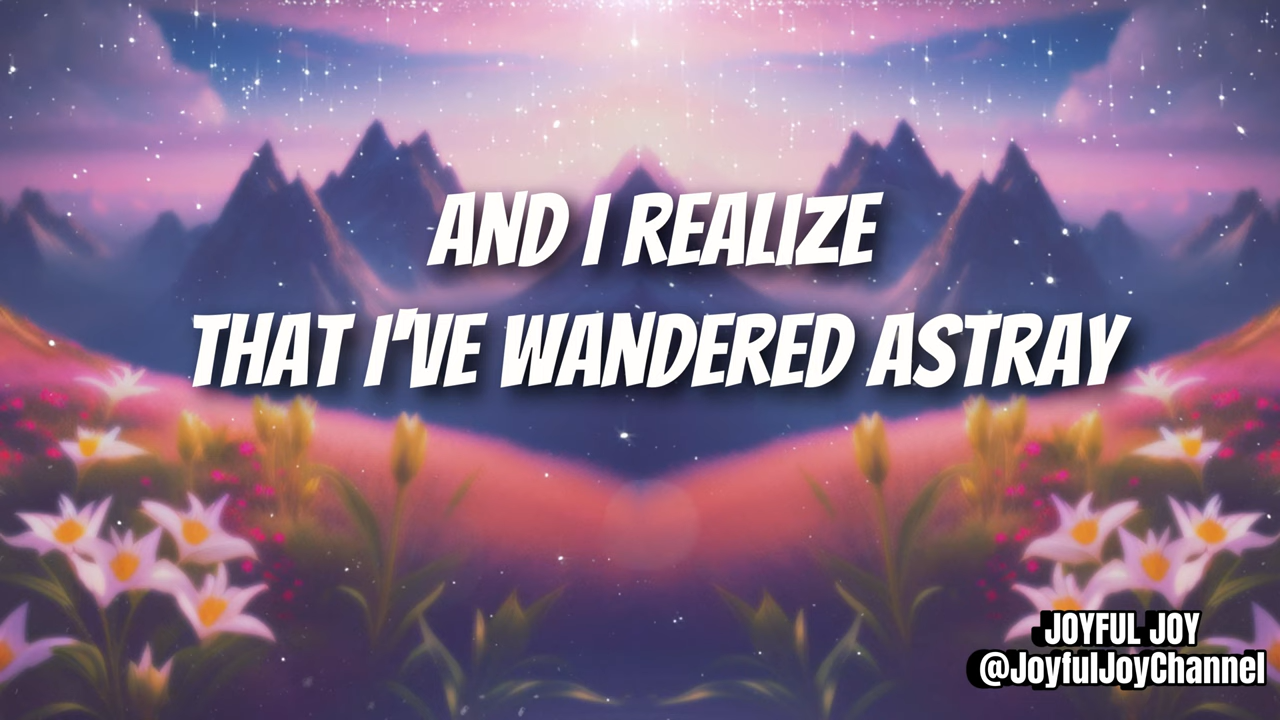 AND I REALIZE
THAT I'VE WANDERED ASTRAY
JOYFUL JOY
@JoyfulJoyChannel